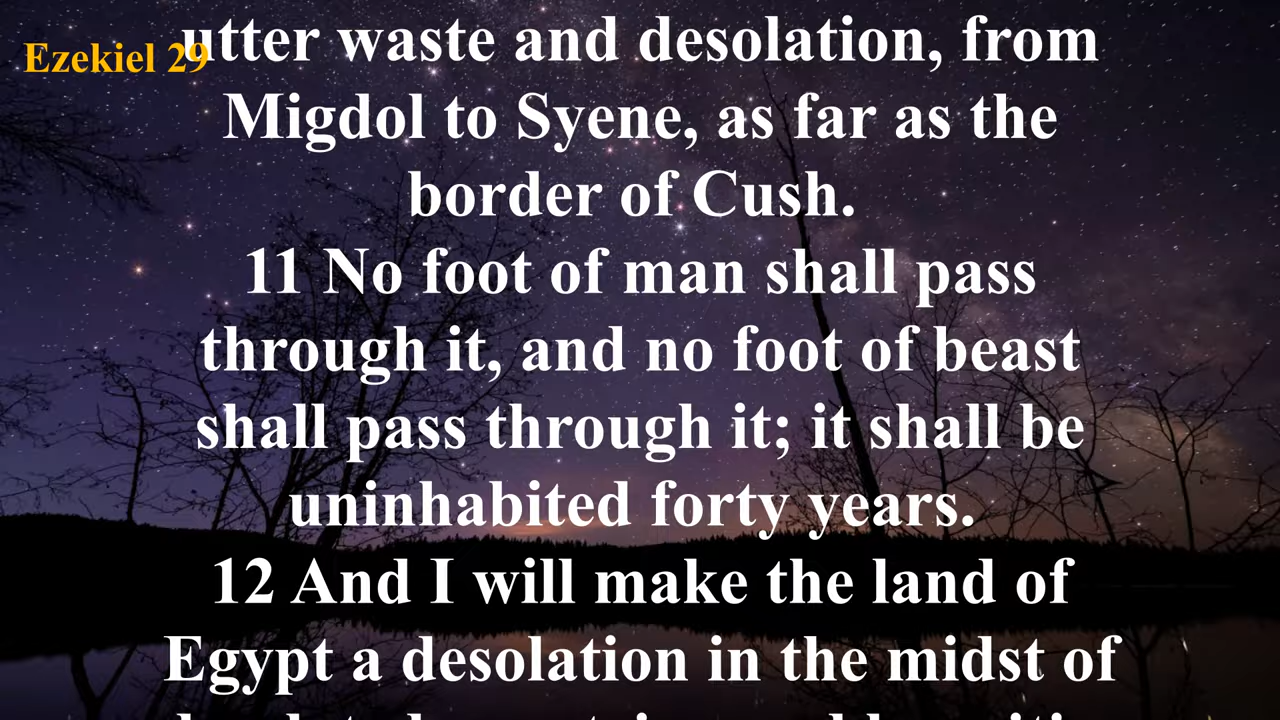 Ezekiel 29
utter waste and desolation, from
Migdol to Syene, as far as the
border of Cush.
11 No foot of man shall pass
through it, and no foot of beast
shall pass through it; it shall be
uninhabited forty years.
12 And I will make the land of
Egypt a desolation in the midst of